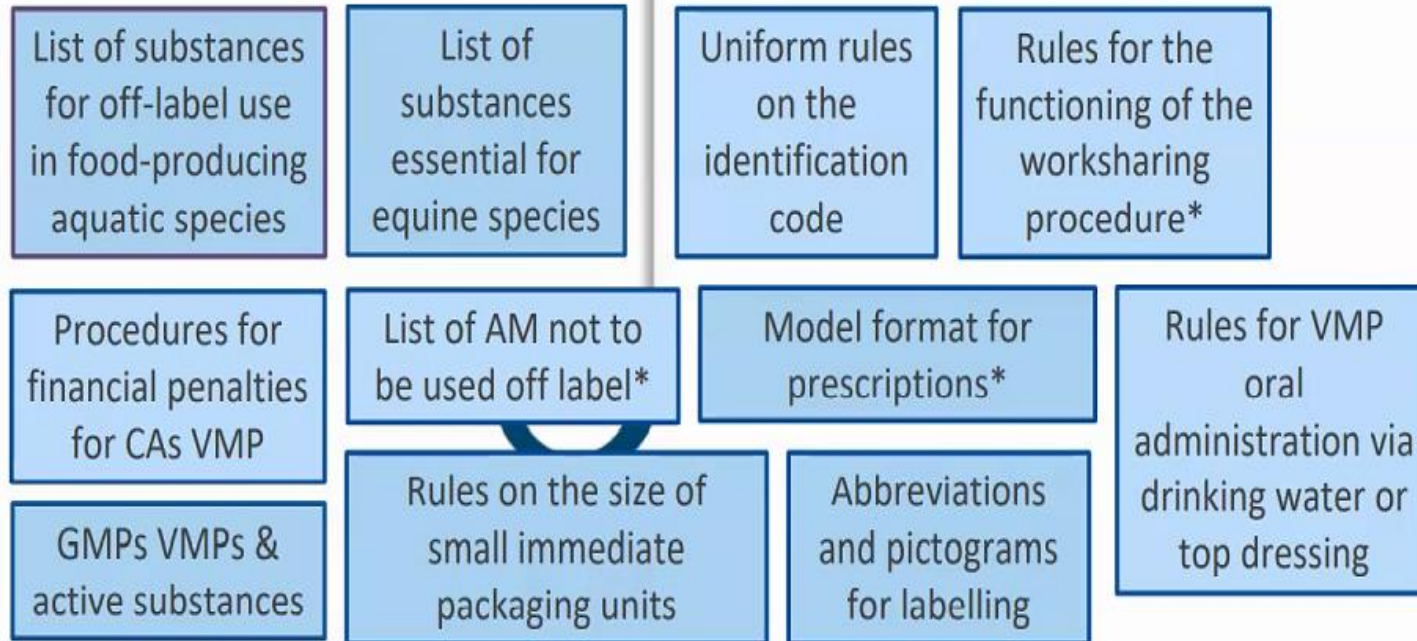 List of substances
for off-label use
in food-producing
aquatic species
List of
substances
essential for
equine species
Uniform rules
on the
identification
code
Rules for the
functioning of the
worksharing
procedure*
Procedures for
financial penalties
for CAs VMP
List of AM not to
be used off label*
Model format for
prescriptions*
Rules for VMP
oral
administration via
drinking water or
top dressing
GMPs VMPs &
active substances
Rules on the size of
small immediate
packaging units
Abbreviations
and pictograms
for labelling